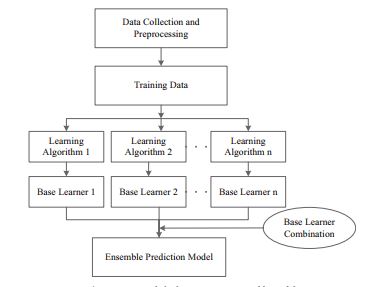 Data Collection and
Preprocessing
Training Data
Learning
Algorithm 1
Learning
Algorithm 2
Learning
Algorithm n
Base Learner 1
Base Learner 2
Base Learner n
Base Learner
Combination
Ensemble Prediction Model